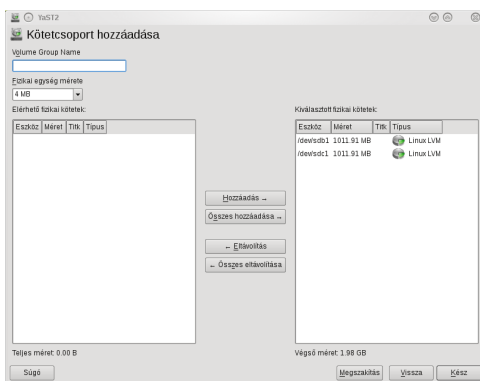 YaST2
Kötetcsoport hozzáadása
Volume Group Name
Fizikai egység mérete
4 MB
Elérhető fizikai kötetek:
Eszköz Méret Titk Típus
Kiválasztott fizikai kötetek:
Eszköz Méret Titk Típus
/dev/sdb1 1011.91 MB Linux LVM
/dev/sdc1 1011.91 MB Linux LVM
Hozzáadás →
Összes hozzáadása →
← Eltávolítás
← Összes eltávolítása
Teljes méret: 0.00 B
Végső méret: 1.98 GB
Súgó
Megszakítás
Vissza
Kész